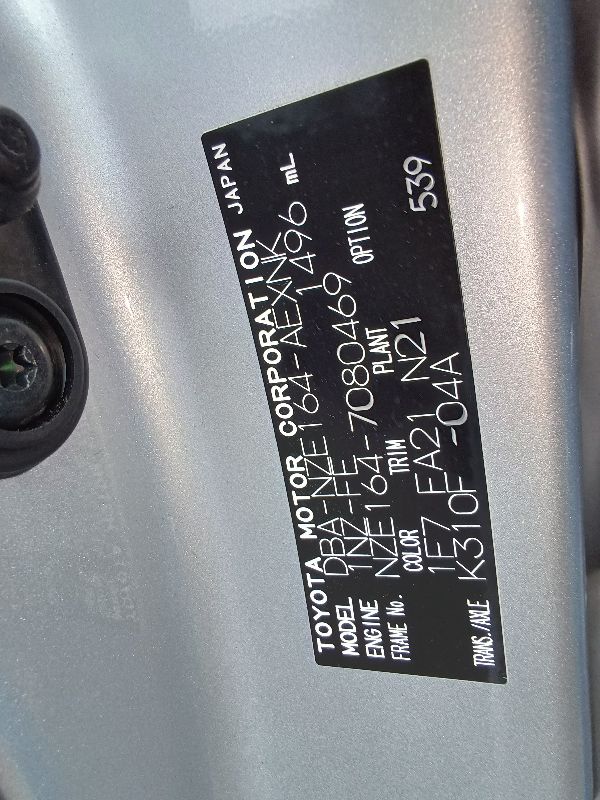 TOYOTA MOTOR CORPORATION JAPAN
MODEL DBA-NZE164-AEXNK
ENGINE 1NZ-FE 1496 mL
FRAME No. NZE164-7080469
COLOR TRIM PLANT OPTION
1F7 FA21 N21 539
TRANS./AXLE K310F -04A